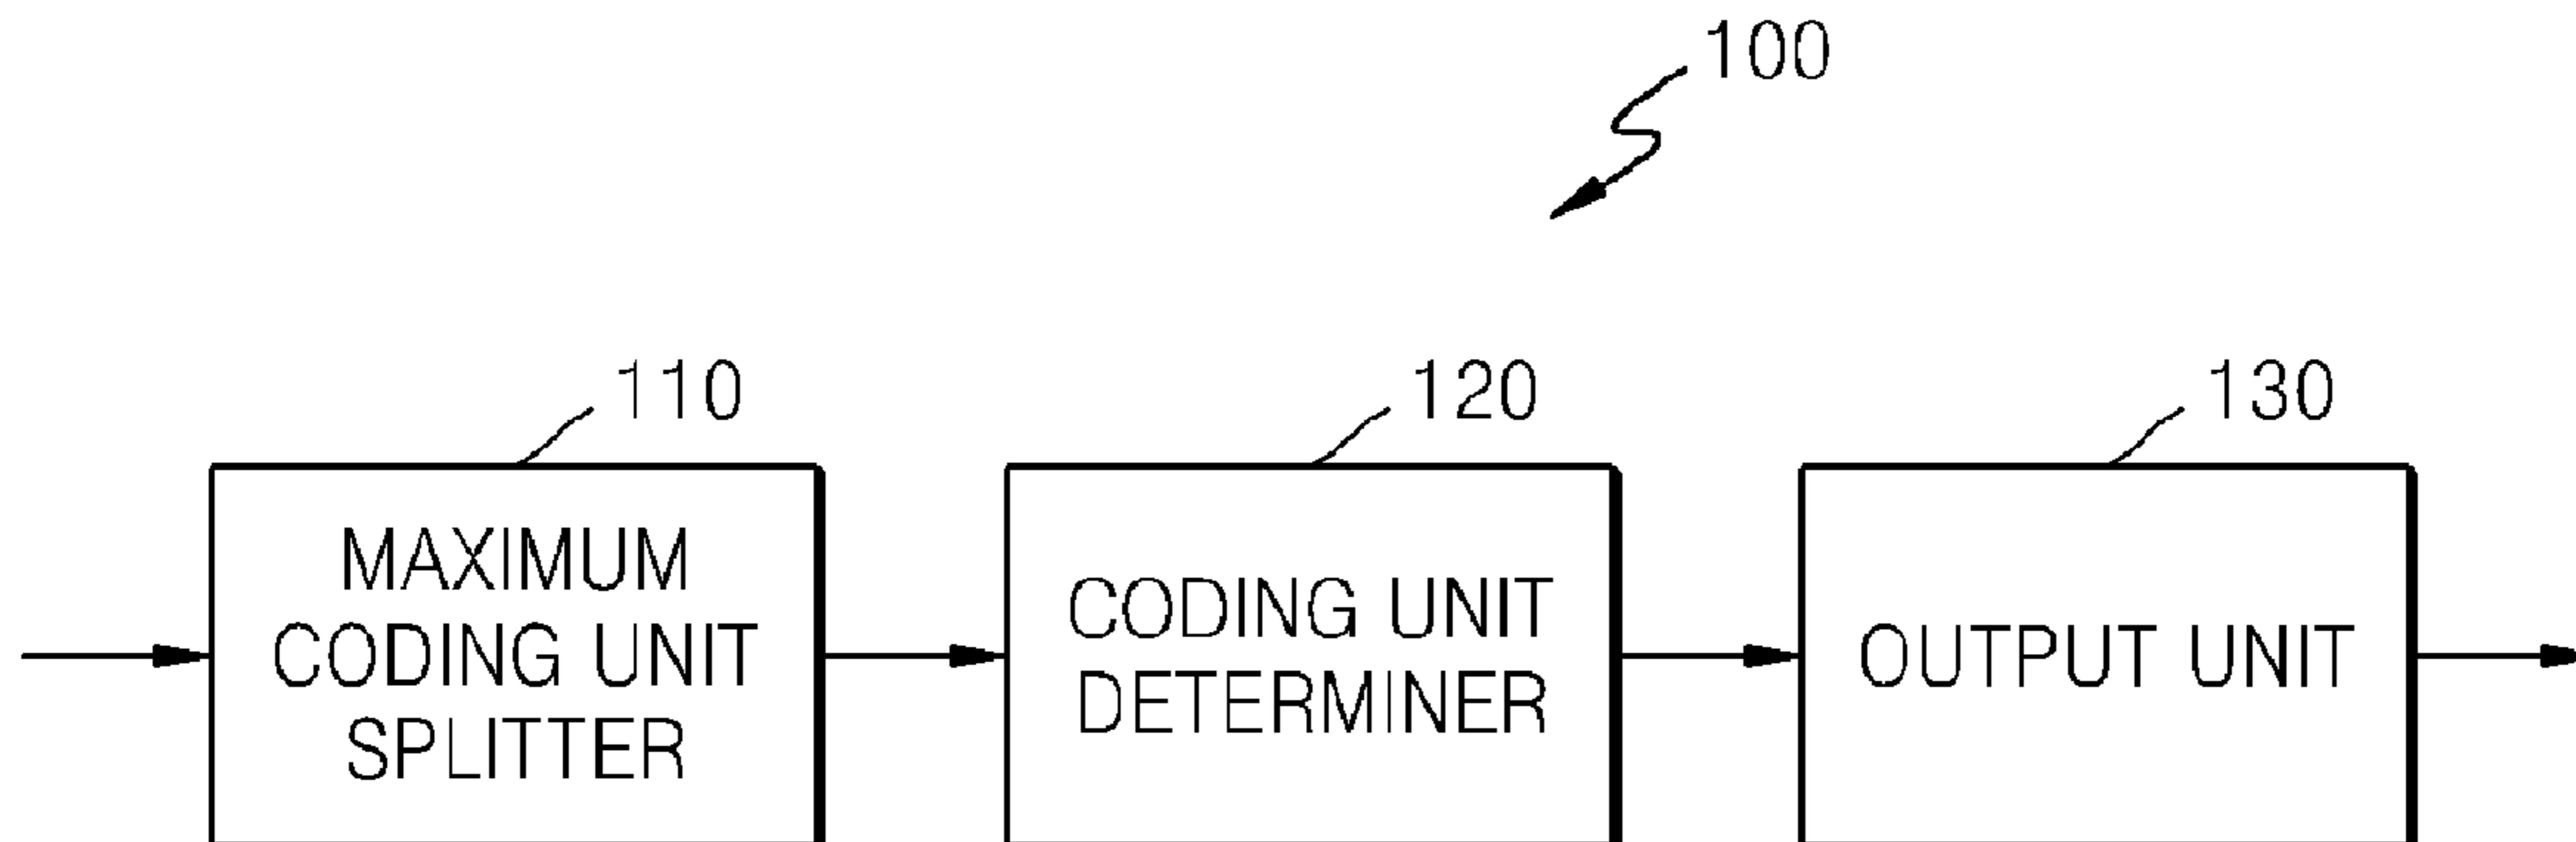 100
110
120
130
MAXIMUM
CODING UNIT
SPLITTER
CODING UNIT
DETERMINER
OUTPUT UNIT